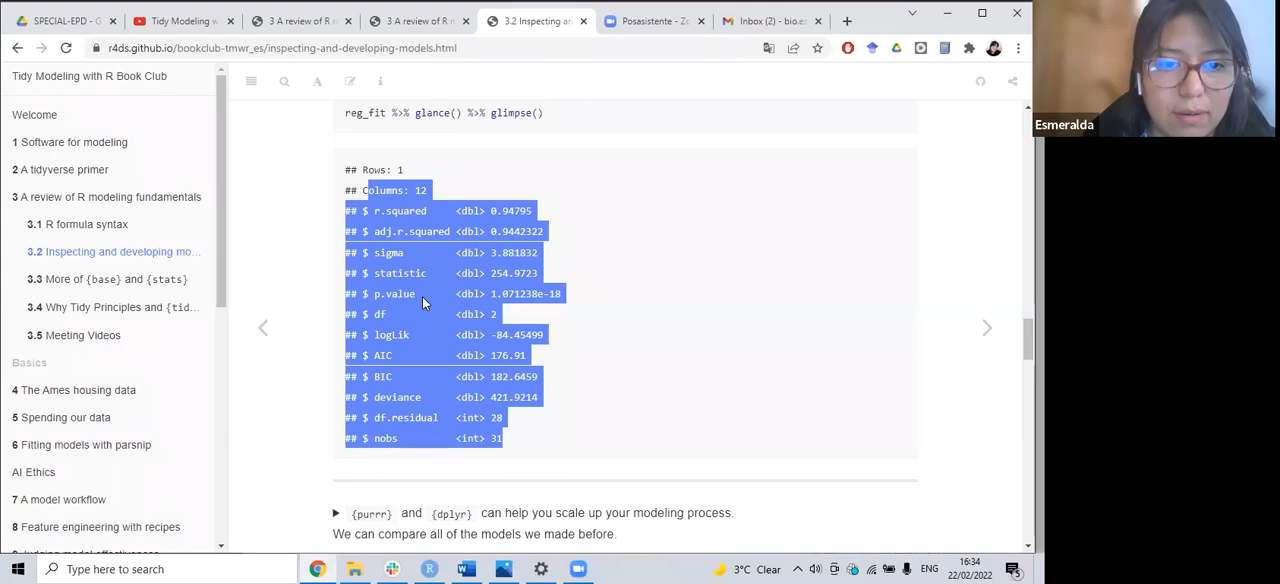 SPECIAL-EPD - G
Tidy Modeling w
3 A review of R e
3 A review of R m
3.2 Inspecting an
Posasistente - Zo
Inbox (2) - bio.es
r4ds.github.io/bookclub-tmwr_es/inspecting-and-developing-models.html
Tidy Modeling with R Book Club
Welcome
1 Software for modeling
2 A tidyverse primer
3 A review of R modeling fundamentals
3.1 R formula syntax
3.2 Inspecting and developing mo...
3.3 More of {base} and {stats}
3.4 Why Tidy Principles and {tid...
3.5 Meeting Videos
Basics
4 The Ames housing data
5 Spending our data
6 Fitting models with parsnip
AI Ethics
7 A model workflow
8 Feature engineering with recipes
9 Judging model effectiveness
reg_fit %>% glance() %>% glimpse()
## Rows: 1
## Columns: 12
## $ r.squared <dbl> 0.94795
## $ adj.r.squared <dbl> 0.9442322
## $ sigma <dbl> 3.881832
## $ statistic <dbl> 254.9723
## $ p.value <dbl> 1.071238e-18
## $ df <dbl> 2
## $ logLik <dbl> -84.45499
## $ AIC <dbl> 176.91
## $ BIC <dbl> 182.6459
## $ deviance <dbl> 421.9214
## $ df.residual <int> 28
## $ nobs <int> 31
{purrr} and {dplyr} can help you scale up your modeling process.
We can compare all of the models we made before.
Esmeralda
Type here to search
3°C Clear
ENG
16:34
22/02/2022
5